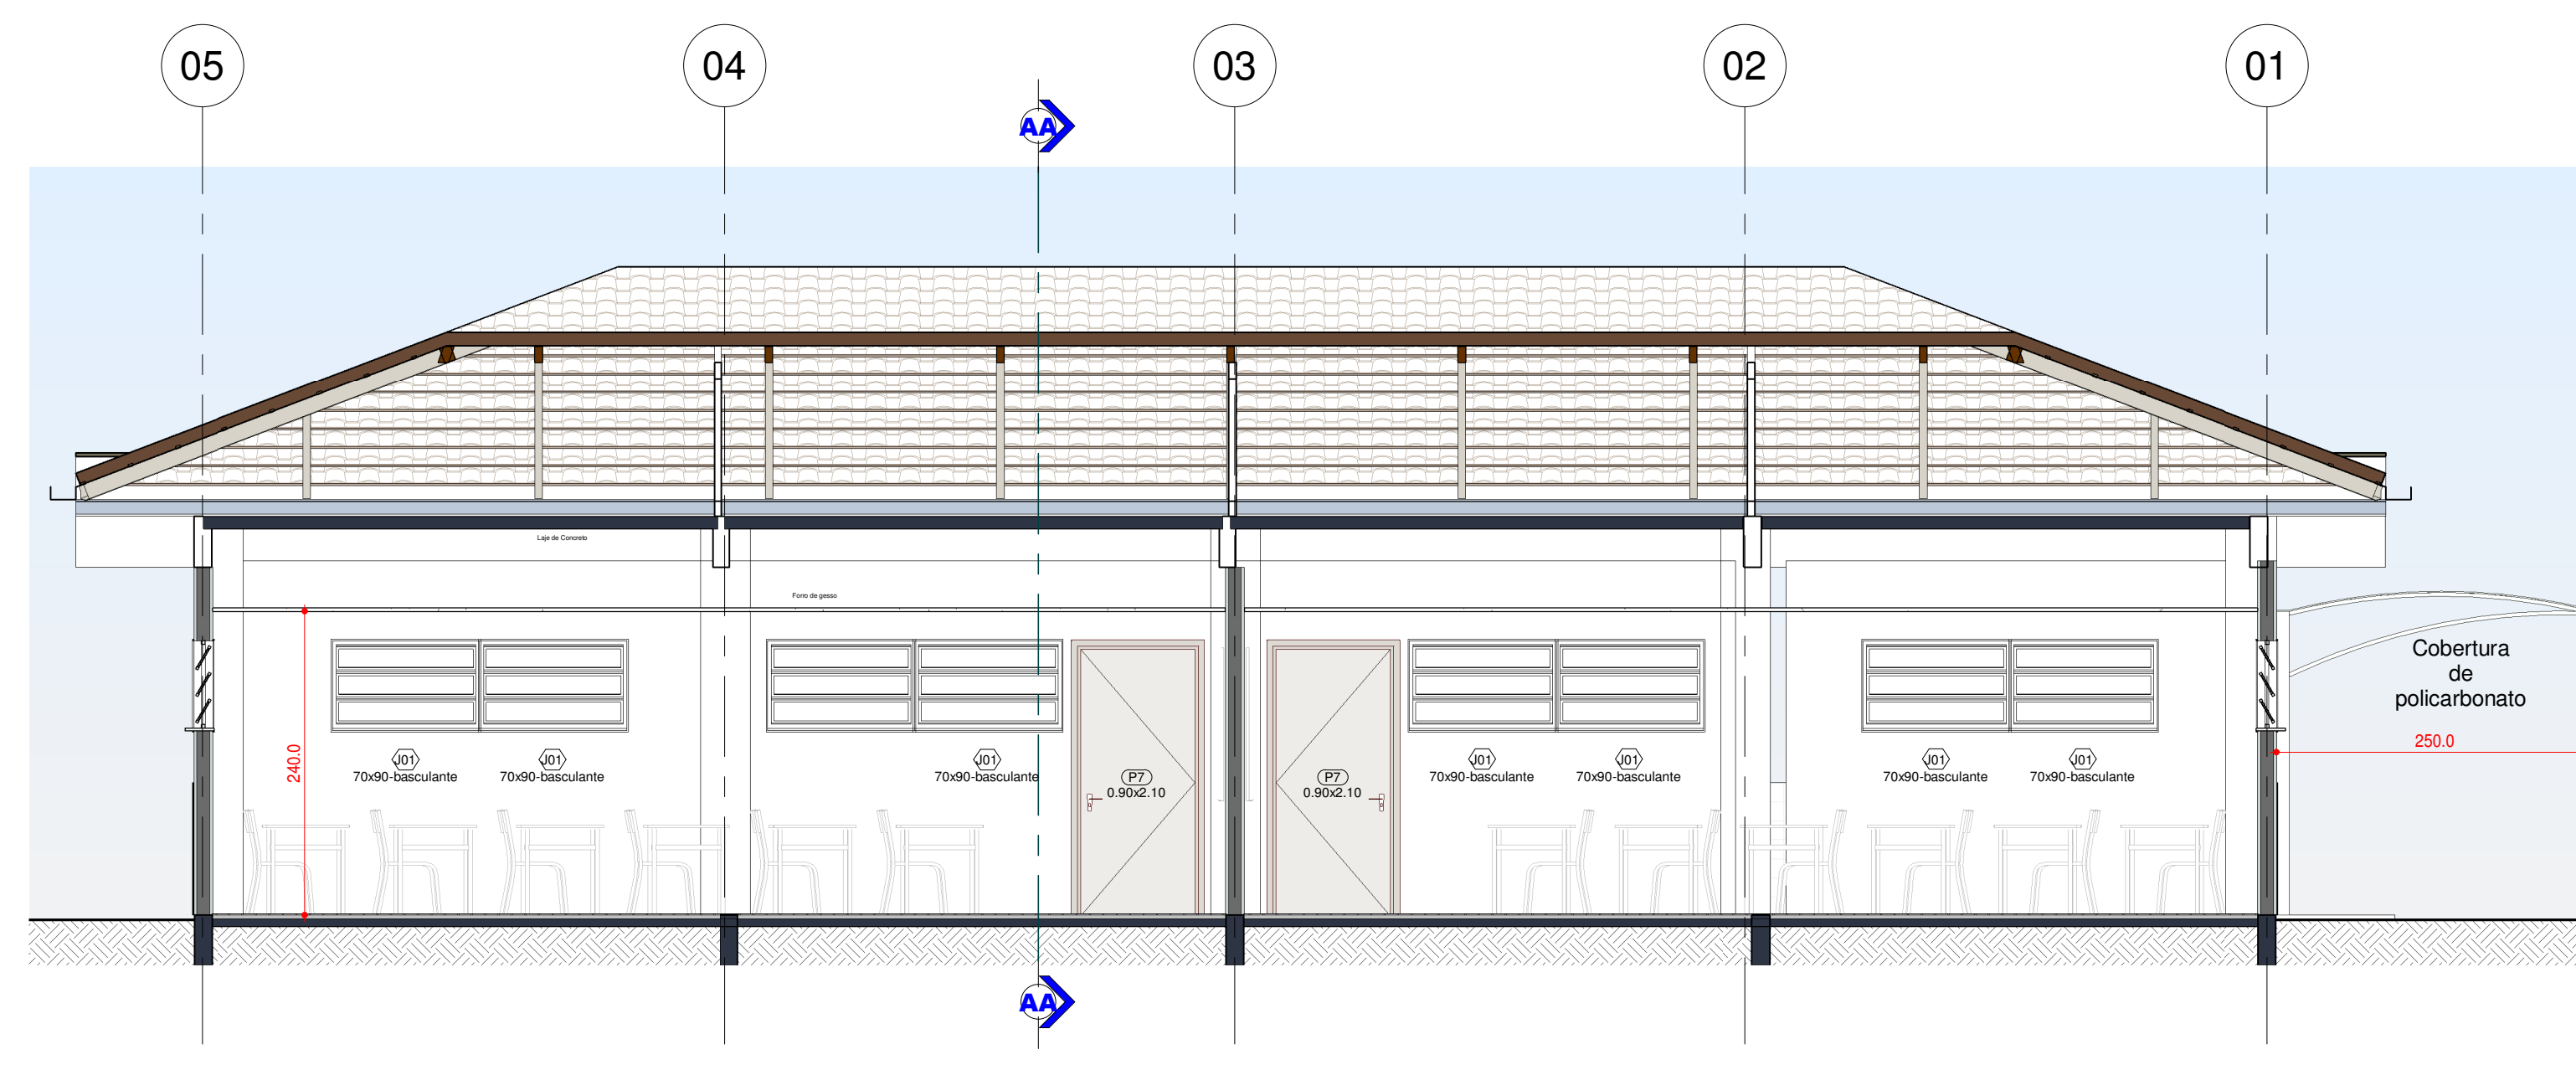 05
04
03
02
01
AA
Laje de Concreto
Forro de gesso
Cobertura
de
policarbonato
250.0
240.0
J01
70x90-basculante
J01
70x90-basculante
J01
70x90-basculante
P7
0.90x2.10
P7
0.90x2.10
J01
70x90-basculante
J01
70x90-basculante
J01
70x90-basculante
J01
70x90-basculante
AA